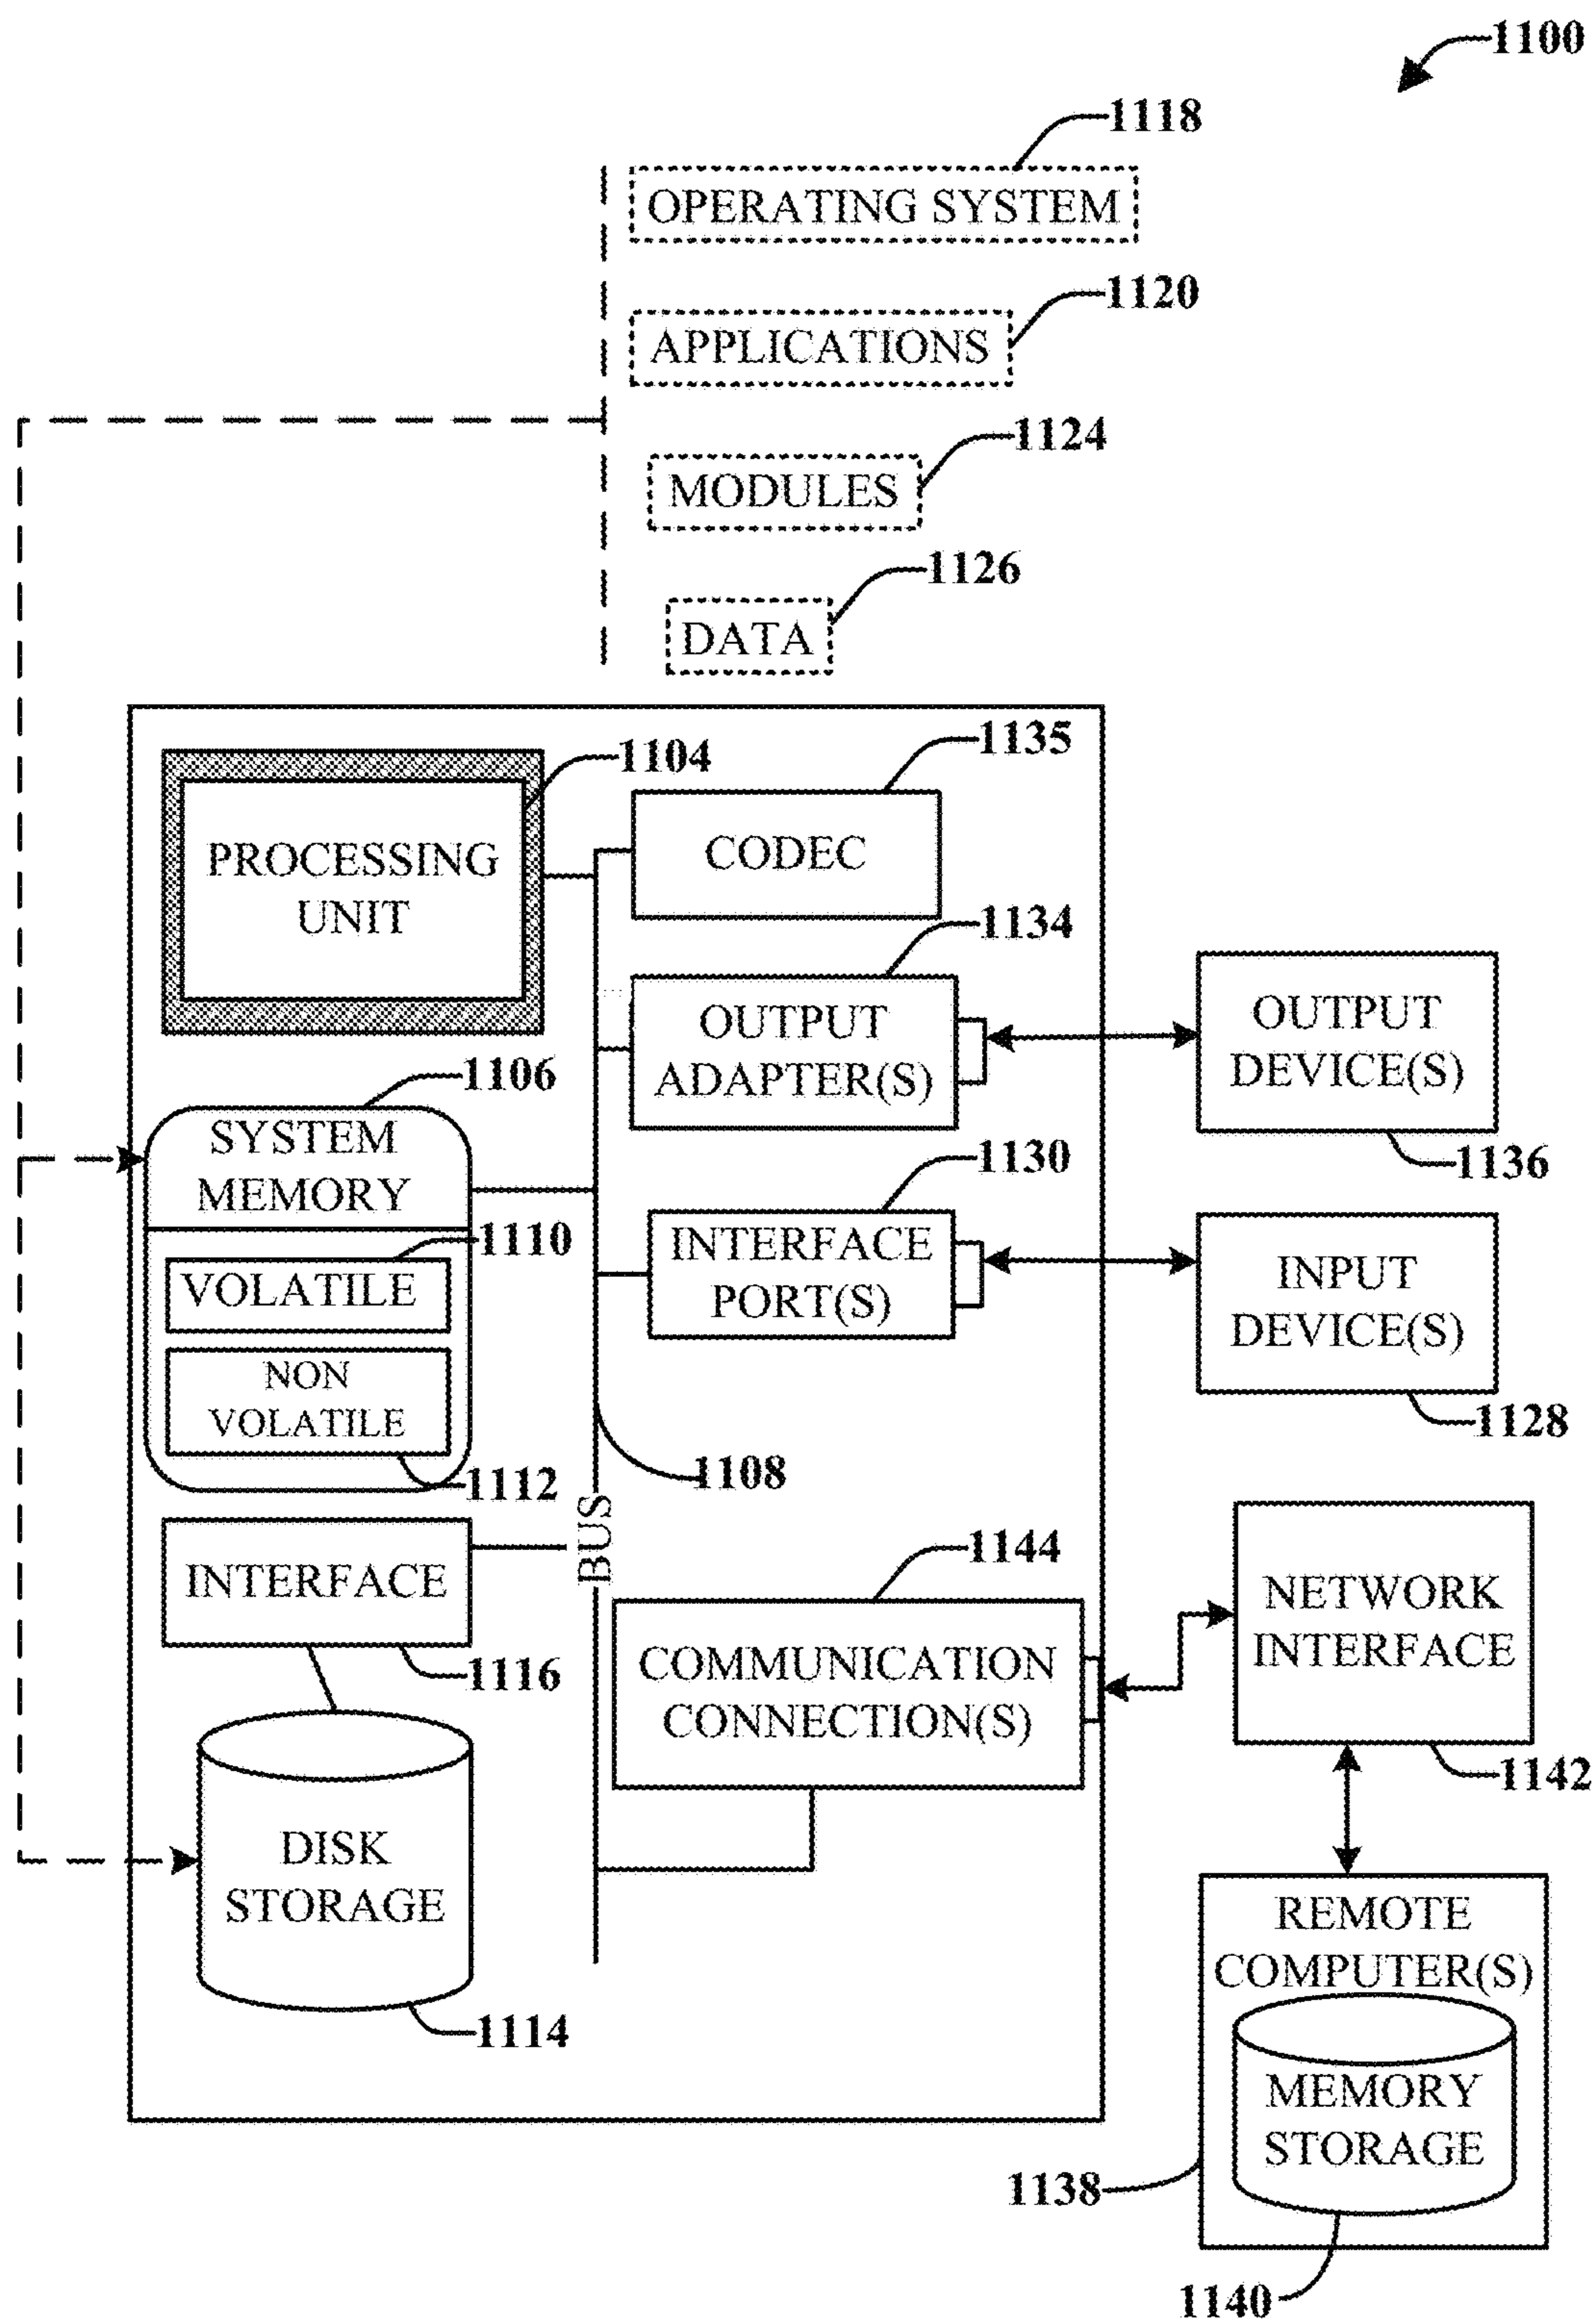 1100
1118
OPERATING SYSTEM
1120
APPLICATIONS
1124
MODULES
1126
DATA
1104
PROCESSING
UNIT
1135
CODEC
1134
OUTPUT
ADAPTER(S)
OUTPUT
DEVICE(S)
1136
1106
SYSTEM
MEMORY
1110
VOLATILE
NON
VOLATILE
1112
1130
INTERFACE
PORT(S)
INPUT
DEVICE(S)
1128
1108
BUS
INTERFACE
1116
1144
COMMUNICATION
CONNECTION(S)
NETWORK
INTERFACE
1142
DISK
STORAGE
1114
REMOTE
COMPUTER(S)
MEMORY
STORAGE
1138
1140